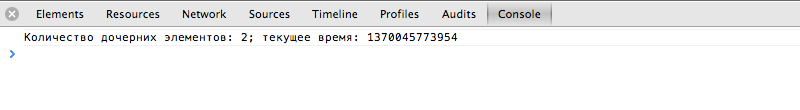 Elements Resources Network Sources Timeline Profiles Audits Console
Количество дочерних элементов: 2; текущее время: 1370045773954